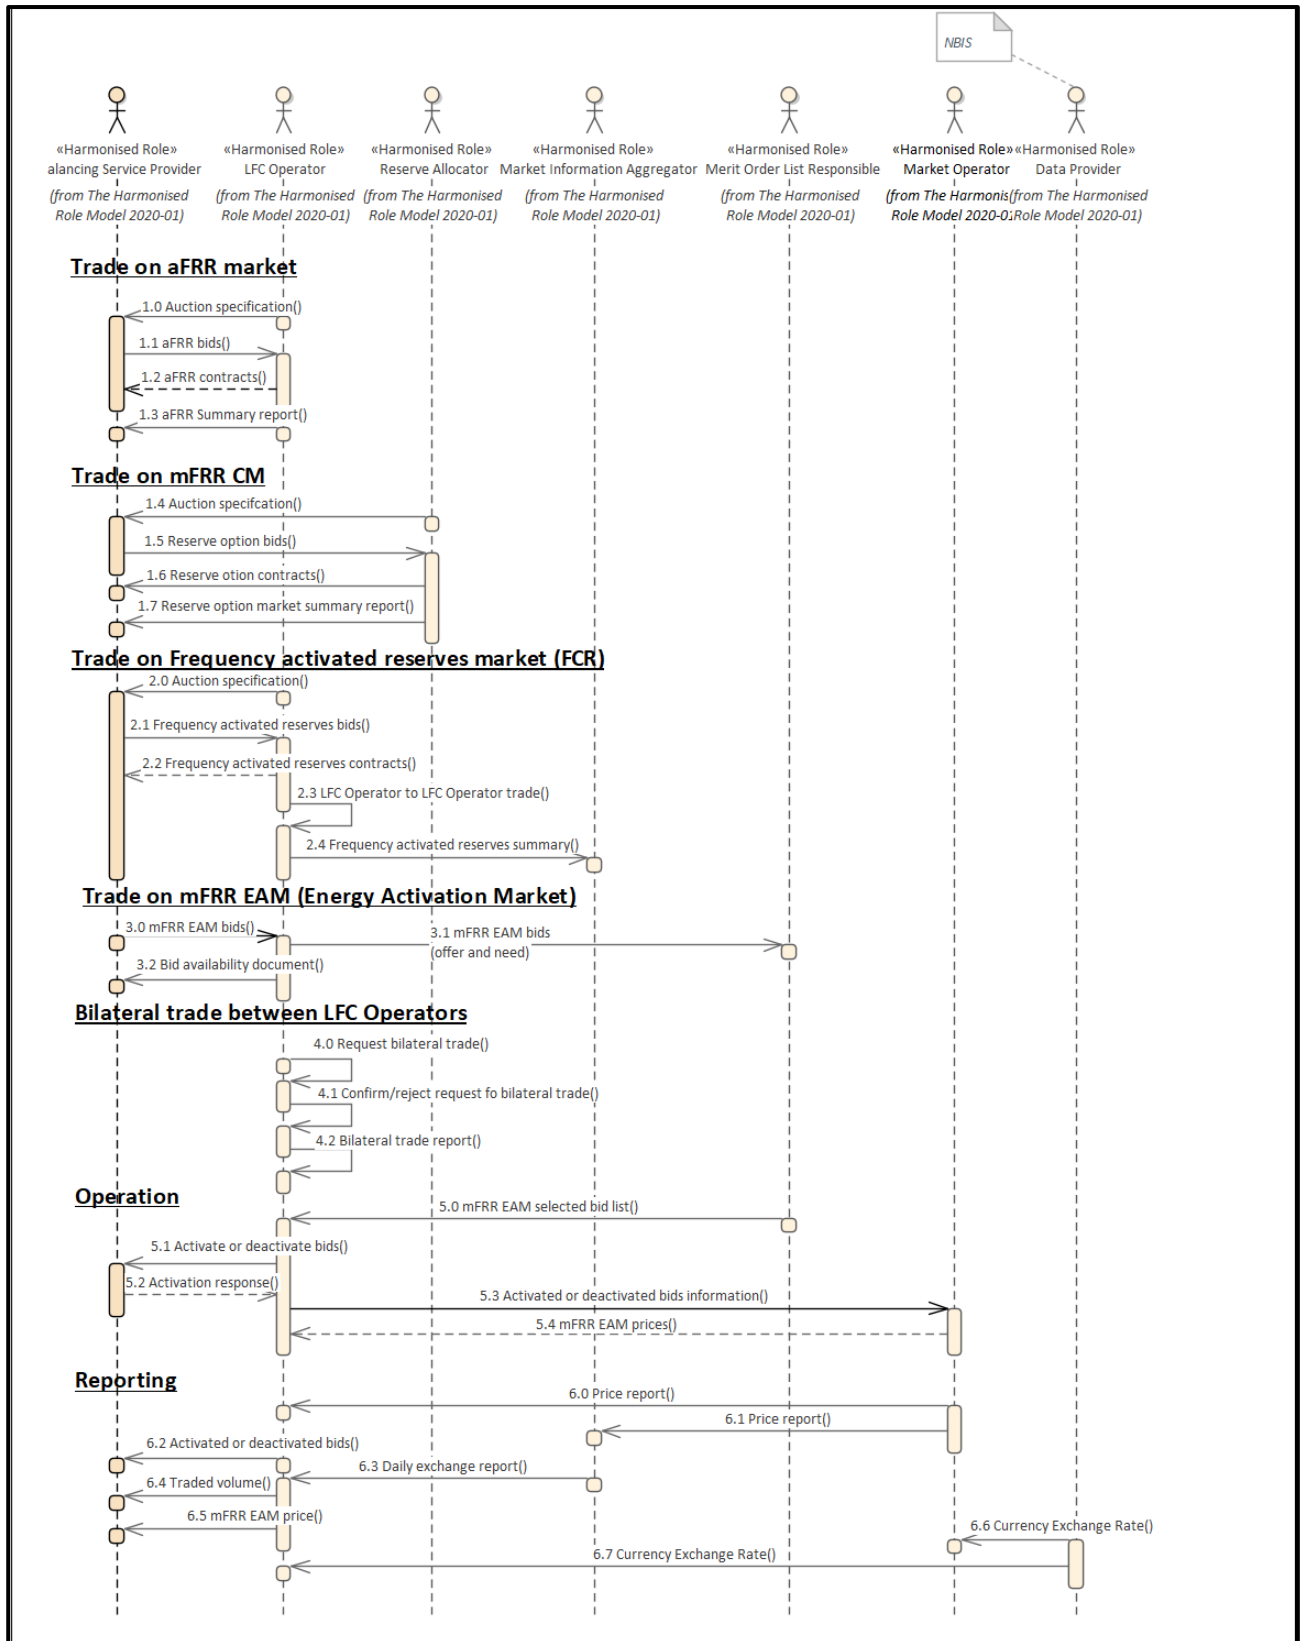 NBIS
«Harmonised Role»
alancing Service Provider
(from The Harmonised
Role Model 2020-01)
«Harmonised Role»
LFC Operator
(from The Harmonised
Role Model 2020-01)
«Harmonised Role»
Reserve Allocator
(from The Harmonised
Role Model 2020-01)
«Harmonised Role»
Market Information Aggregator
(from The Harmonised
Role Model 2020-01)
«Harmonised Role»
Merit Order List Responsible
(from The Harmonised
Role Model 2020-01)
«Harmonised Role»
Market Operator
(from The Harmonis
Role Model 2020-01
«Harmonised Role»
Data Provider
(from The Harmonised
Role Model 2020-01)
Trade on aFRR market
1.0 Auction specification()
1.1 aFRR bids()
1.2 aFRR contracts()
1.3 aFRR Summary report()
Trade on mFRR CM
1.4 Auction specifcation()
1.5 Reserve option bids()
1.6 Reserve otion contracts()
1.7 Reserve option market summary report()
Trade on Frequency activated reserves market (FCR)
2.0 Auction specification()
2.1 Frequency activated reserves bids()
2.2 Frequency activated reserves contracts()
2.3 LFC Operator to LFC Operator trade()
2.4 Frequency activated reserves summary()
Trade on mFRR EAM (Energy Activation Market)
3.0 mFRR EAM bids()
3.1 mFRR EAM bids
(offer and need)
3.2 Bid availability document()
Bilateral trade between LFC Operators
4.0 Request bilateral trade()
4.1 Confirm/reject request fo bilateral trade()
4.2 Bilateral trade report()
Operation
5.0 mFRR EAM selected bid list()
5.1 Activate or deactivate bids()
5.2 Activation response()
5.3 Activated or deactivated bids information()
5.4 mFRR EAM prices()
Reporting
6.0 Price report()
6.1 Price report()
6.2 Activated or deactivated bids()
6.3 Daily exchange report()
6.4 Traded volume()
6.5 mFRR EAM price()
6.6 Currency Exchange Rate()
6.7 Currency Exchange Rate()